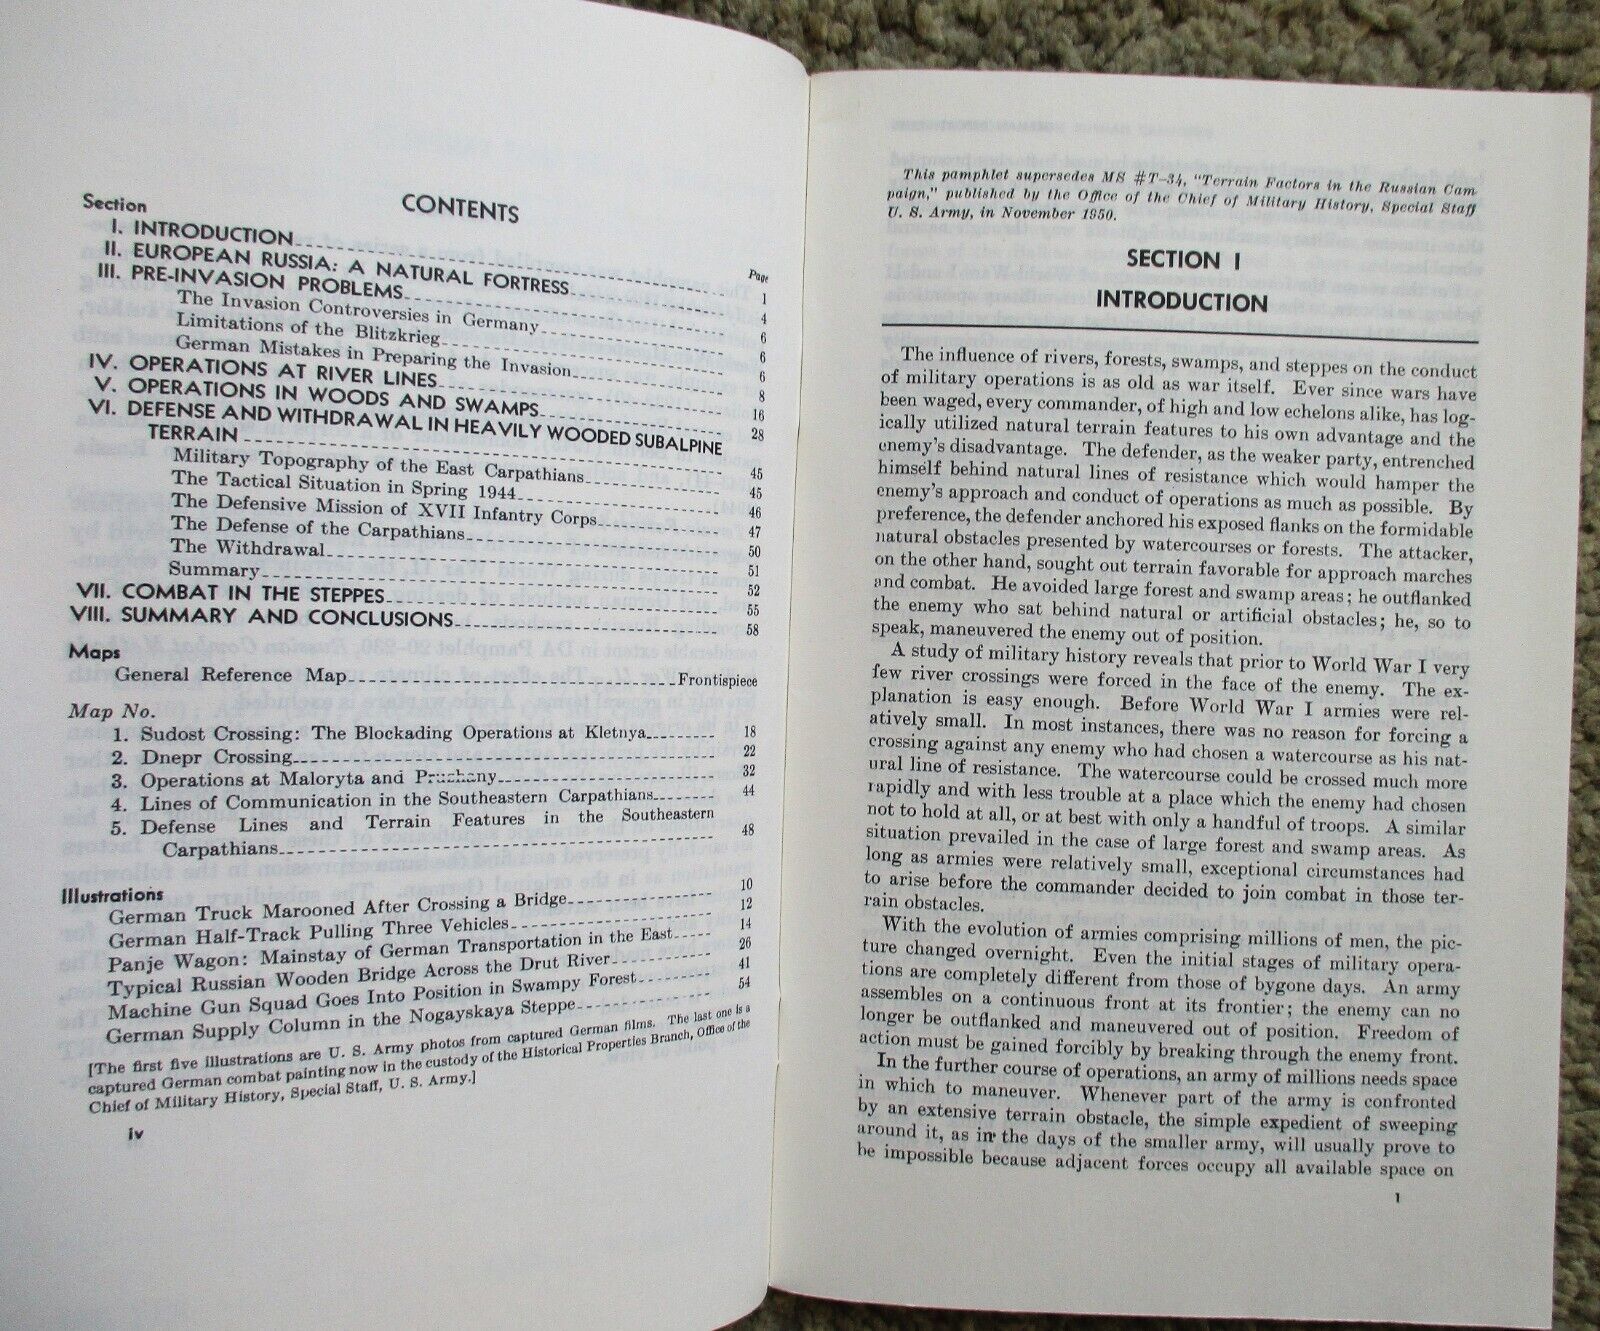 CONTENTS
Section
Page
I. INTRODUCTION 1
II. EUROPEAN RUSSIA: A NATURAL FORTRESS 4
III. PRE-INVASION PROBLEMS 6
The Invasion Controversies in Germany 6
Limitations of the Blitzkrieg 6
German Mistakes in Preparing the Invasion 8
IV. OPERATIONS AT RIVER LINES 16
V. OPERATIONS IN WOODS AND SWAMPS 28
VI. DEFENSE AND WITHDRAWAL IN HEAVILY WOODED SUBALPINE
TERRAIN 45
Military Topography of the East Carpathians 45
The Tactical Situation in Spring 1944 46
The Defensive Mission of XVII Infantry Corps 47
The Defense of the Carpathians 50
The Withdrawal 51
Summary 52
VII. COMBAT IN THE STEPPES 55
VIII. SUMMARY AND CONCLUSIONS 58
Maps
General Reference Map Frontispiece
Map No.
1. Sudost Crossing: The Blockading Operations at Kletnya 18
2. Dnepr Crossing 22
3. Operations at Maloryta and Pruchany 32
4. Lines of Communication in the Southeastern Carpathians 44
5. Defense Lines and Terrain Features in the Southeastern
Carpathians 48
Illustrations
German Truck Marooned After Crossing a Bridge 10
German Half-Track Pulling Three Vehicles 12
Panje Wagon: Mainstay of German Transportation in the East 14
Typical Russian Wooden Bridge Across the Drut River 26
Machine Gun Squad Goes Into Position in Swampy Forest 41
German Supply Column in the Nogayskaya Steppe 54
[The first five illustrations are U. S. Army photos from captured German films. The last one is a
captured German combat painting now in the custody of the Historical Properties Branch, Office of the
Chief of Military History, Special Staff, U. S. Army.]
iv
This pamphlet supersedes MS #T-34, "Terrain Factors in the Russian Cam-
paign," published by the Office of the Chief of Military History, Special Staff
U. S. Army, in November 1950.
SECTION I
INTRODUCTION
The influence of rivers, forests, swamps, and steppes on the conduct
of military operations is as old as war itself. Ever since wars have
been waged, every commander, of high and low echelons alike, has log-
ically utilized natural terrain features to his own advantage and the
enemy's disadvantage. The defender, as the weaker party, entrenched
himself behind natural lines of resistance which would hamper the
enemy's approach and conduct of operations as much as possible. By
preference, the defender anchored his exposed flanks on the formidable
natural obstacles presented by watercourses or forests. The attacker,
on the other hand, sought out terrain favorable for approach marches
and combat. He avoided large forest and swamp areas; he outflanked
the enemy who sat behind natural or artificial obstacles; he, so to
speak, maneuvered the enemy out of position.
A study of military history reveals that prior to World War I very
few river crossings were forced in the face of the enemy. The ex-
planation is easy enough. Before World War I armies were rel-
atively small. In most instances, there was no reason for forcing a
crossing against any enemy who had chosen a watercourse as his nat-
ural line of resistance. The watercourse could be crossed much more
rapidly and with less trouble at a place which the enemy had chosen
not to hold at all, or at best with only a handful of troops. A similar
situation prevailed in the case of large forest and swamp areas. As
long as armies were relatively small, exceptional circumstances had
to arise before the commander decided to join combat in those ter-
rain obstacles.
With the evolution of armies comprising millions of men, the pic-
ture changed overnight. Even the initial stages of military opera-
tions are completely different from those of bygone days. An army
assembles on a continuous front at its frontier; the enemy can no
longer be outflanked and maneuvered out of position. Freedom of
action must be gained forcibly by breaking through the enemy front.
In the further course of operations, an army of millions needs space
in which to maneuver. Whenever part of the army is confronted
by an extensive terrain obstacle, the simple expedient of sweeping
around it, as in the days of the smaller army, will usually prove to
be impossible because adjacent forces occupy all available space on
1